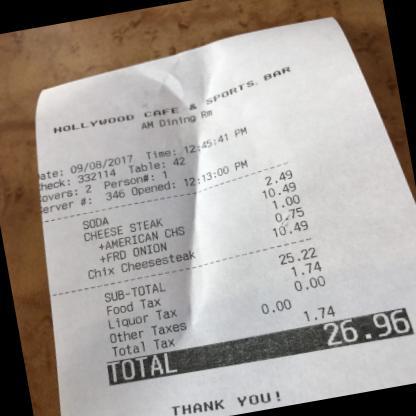 HOLLYWOOD CAFE & SPORTS BAR
AM Dining Rm
ate: 09/08/2017 Time: 12:45:41 PM
heck: 332114 Table: 42
overs: 2 Person#: 1
erver #: 346 Opened: 12:13:00 PM
SODA 2.49
CHEESE STEAK 10.49
+AMERICAN CHS 1.00
+FRD ONION 0.75
Chix Cheesesteak 10.49
SUB-TOTAL 25.22
Food Tax 1.74
Liquor Tax 0.00
Other Taxes 0.00
Total Tax 1.74
TOTAL 26.96
THANK YOU!